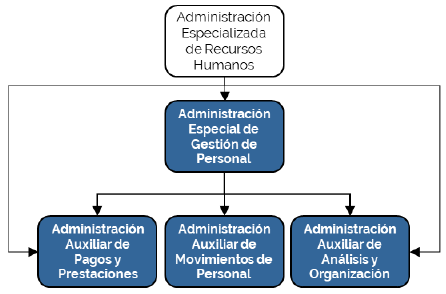 Administración
Especializada
de Recursos
Humanos
Administración
Especial de
Gestión de
Personal
Administración
Auxiliar de
Pagos y
Prestaciones
Administración
Auxiliar de
Movimientos de
Personal
Administración
Auxiliar de
Análisis y
Organización